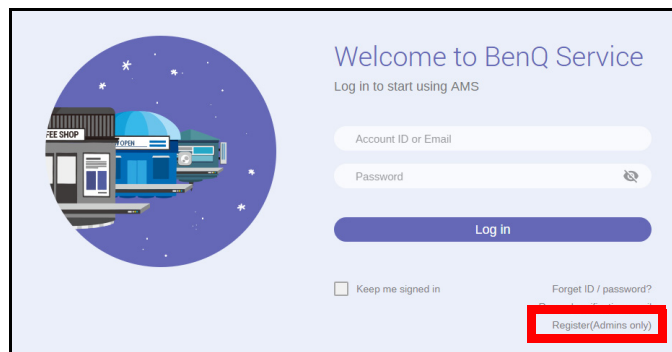 Welcome to BenQ Service
Log in to start using AMS
FEE SHOP
OPEN
Account ID or Email
Password
Log in
Keep me signed in
Forget ID / password?
Register(Admins only)